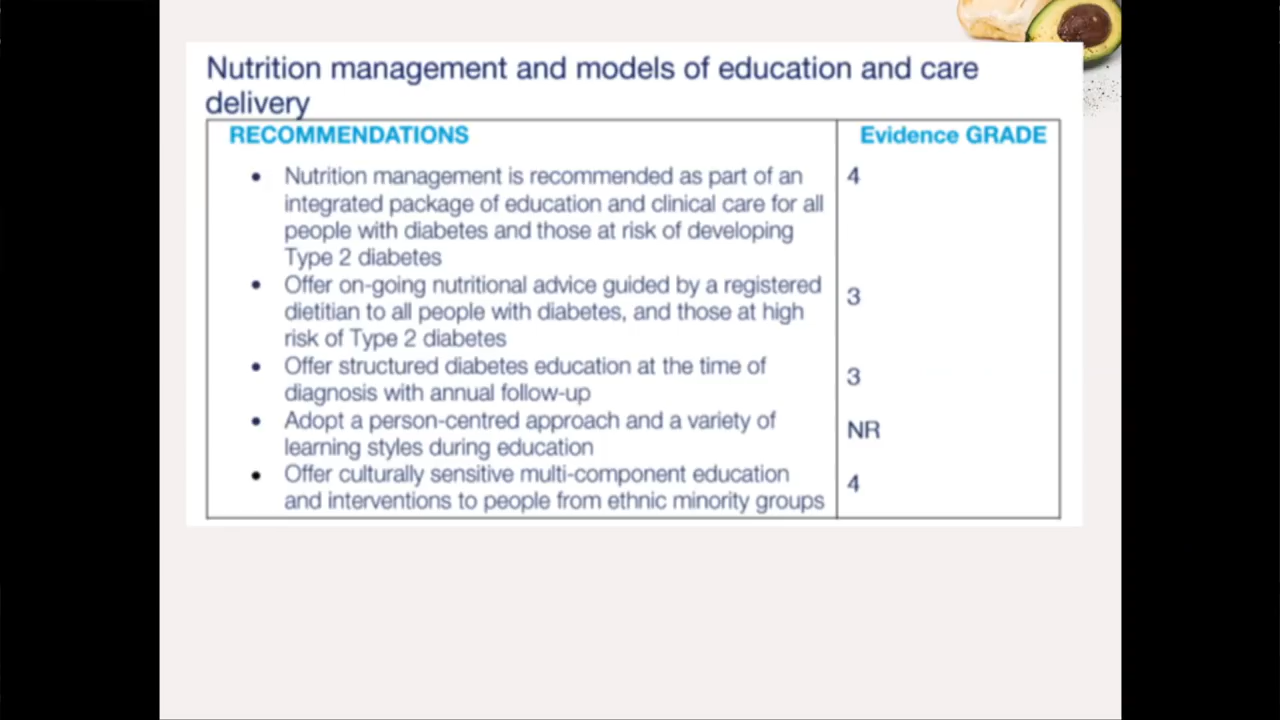 Nutrition management and models of education and care
delivery
RECOMMENDATIONS
Evidence GRADE
• Nutrition management is recommended as part of an
4
integrated package of education and clinical care for all
people with diabetes and those at risk of developing
Type 2 diabetes
• Offer on-going nutritional advice guided by a registered
3
dietitian to all people with diabetes, and those at high
risk of Type 2 diabetes
• Offer structured diabetes education at the time of
3
diagnosis with annual follow-up
• Adopt a person-centred approach and a variety of
NR
learning styles during education
• Offer culturally sensitive multi-component education
4
and interventions to people from ethnic minority groups